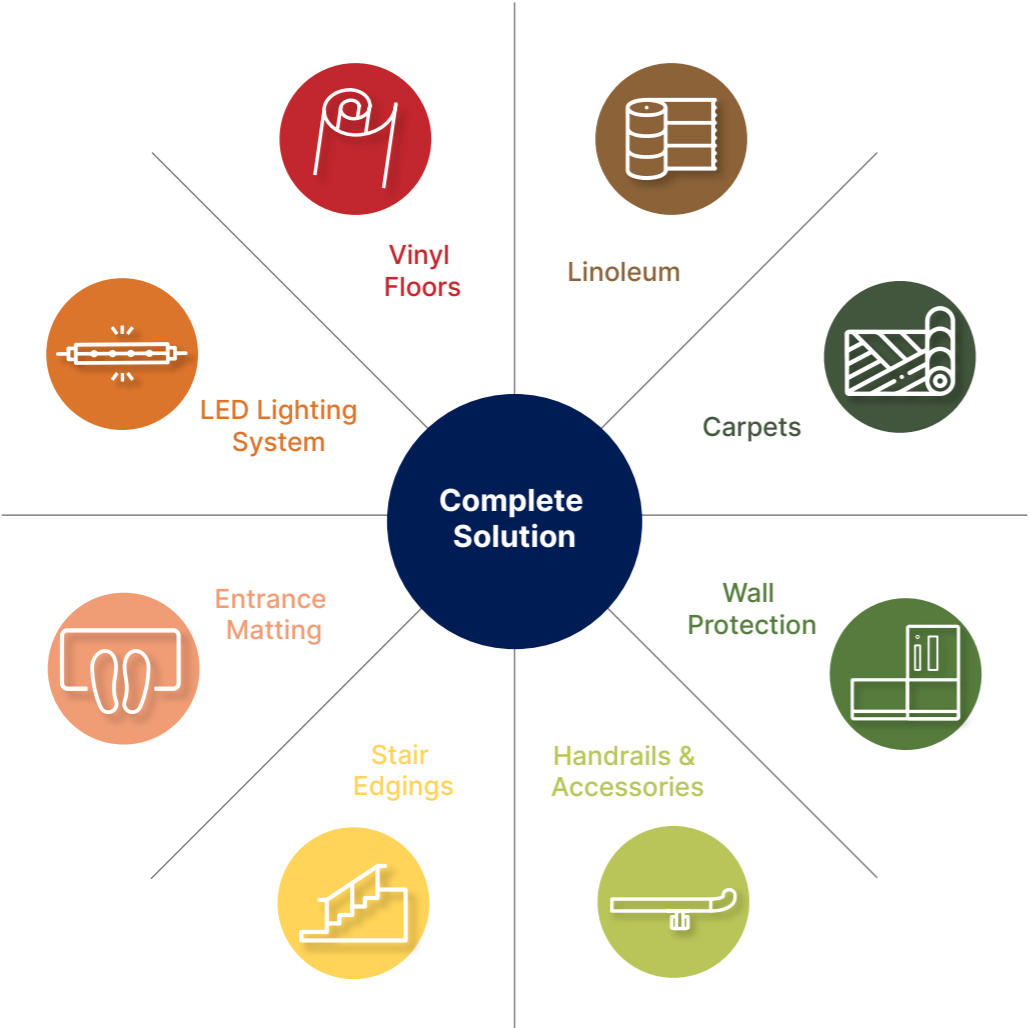 Vinyl
Floors
Linoleum
LED Lighting
System
Carpets
Complete
Solution
Entrance
Matting
Wall
Protection
Stair
Edgings
Handrails &
Accessories